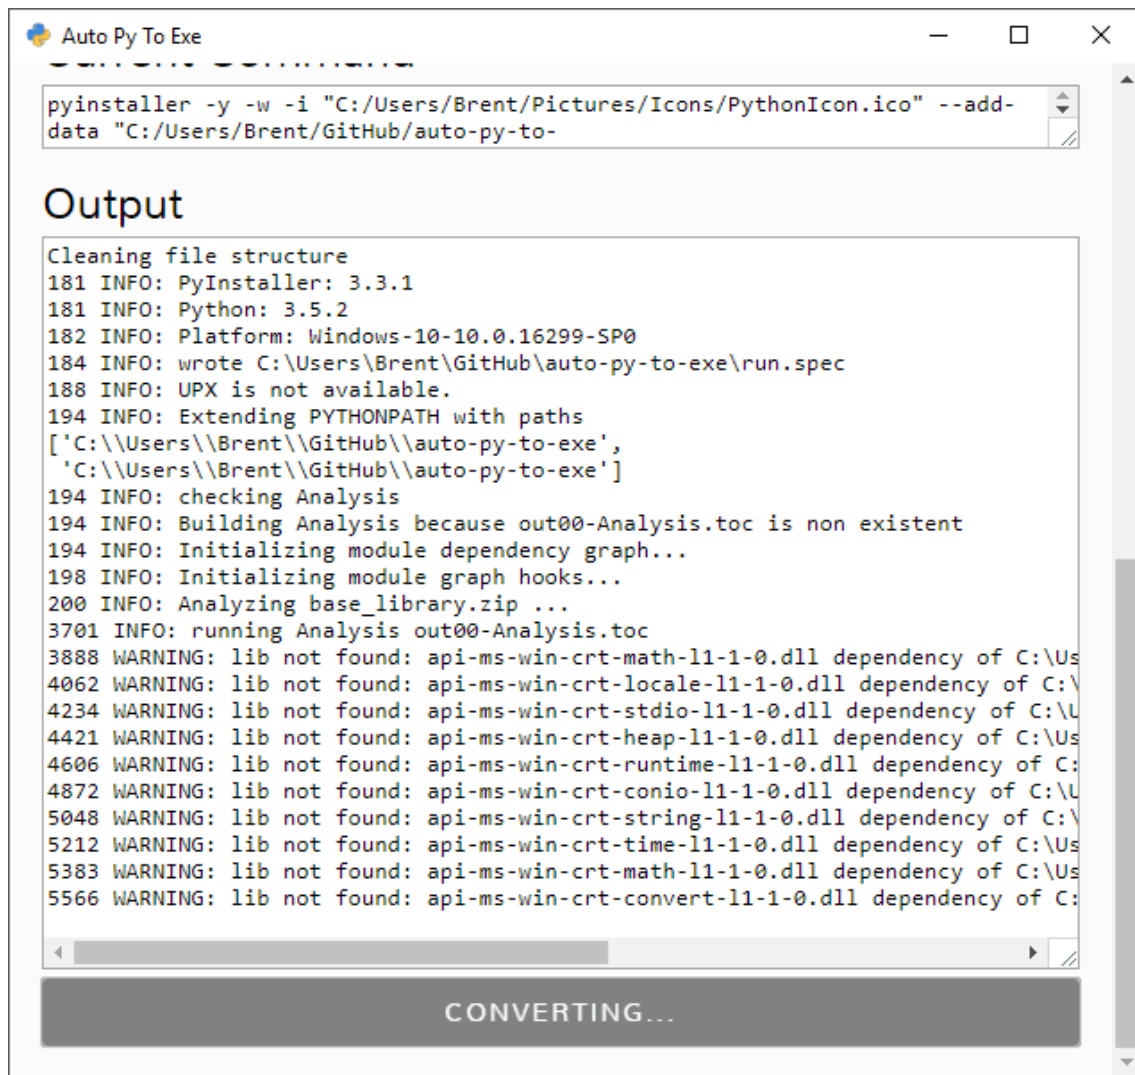 Auto Py To Exe
Current Command
pyinstaller -y -w -i "C:/Users/Brent/Pictures/Icons/PythonIcon.ico" --add-
data "C:/Users/Brent/GitHub/auto-py-to-
Output
Cleaning file structure
181 INFO: PyInstaller: 3.3.1
181 INFO: Python: 3.5.2
182 INFO: Platform: Windows-10-10.0.16299-SP0
184 INFO: wrote C:\Users\Brent\GitHub\auto-py-to-exe\run.spec
188 INFO: UPX is not available.
194 INFO: Extending PYTHONPATH with paths
['C:\\Users\\Brent\\GitHub\\auto-py-to-exe',
 'C:\\Users\\Brent\\GitHub\\auto-py-to-exe']
194 INFO: checking Analysis
194 INFO: Building Analysis because out00-Analysis.toc is non existent
194 INFO: Initializing module dependency graph...
198 INFO: Initializing module graph hooks...
200 INFO: Analyzing base_library.zip ...
3701 INFO: running Analysis out00-Analysis.toc
3888 WARNING: lib not found: api-ms-win-crt-math-l1-1-0.dll dependency of C:\Us
4062 WARNING: lib not found: api-ms-win-crt-locale-l1-1-0.dll dependency of C:\
4234 WARNING: lib not found: api-ms-win-crt-stdio-l1-1-0.dll dependency of C:\U
4421 WARNING: lib not found: api-ms-win-crt-heap-l1-1-0.dll dependency of C:\Us
4606 WARNING: lib not found: api-ms-win-crt-runtime-l1-1-0.dll dependency of C:
4872 WARNING: lib not found: api-ms-win-crt-conio-l1-1-0.dll dependency of C:\U
5048 WARNING: lib not found: api-ms-win-crt-string-l1-1-0.dll dependency of C:\
5212 WARNING: lib not found: api-ms-win-crt-time-l1-1-0.dll dependency of C:\Us
5383 WARNING: lib not found: api-ms-win-crt-math-l1-1-0.dll dependency of C:\Us
5566 WARNING: lib not found: api-ms-win-crt-convert-l1-1-0.dll dependency of C:
CONVERTING...